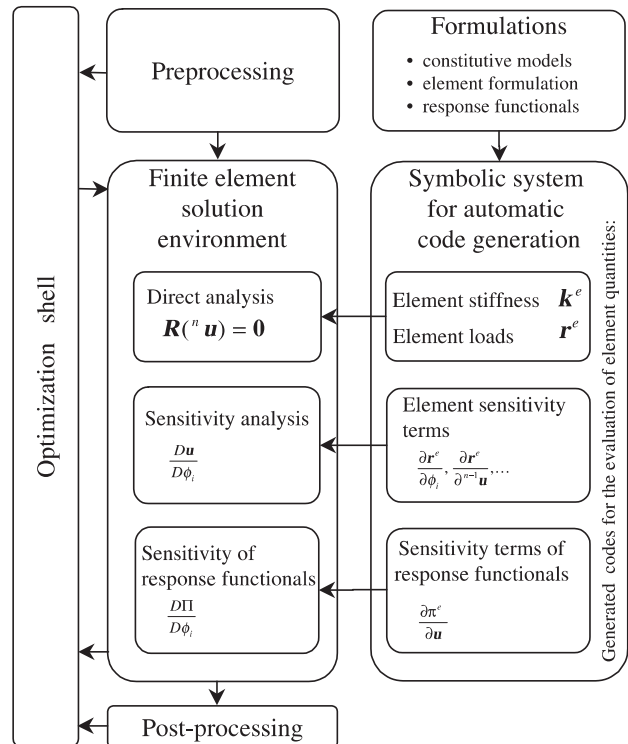 Optimization shell
Preprocessing
Formulations
• constitutive models
• element formulation
• response functionals
Finite element
solution
environment
Direct analysis
R(ⁿ u) = 0
Sensitivity analysis
Du
Dϕᵢ
Sensitivity of
response functionals
DΠ
Dϕᵢ
Symbolic system
for automatic
code generation
Element stiffness kᵉ
Element loads rᵉ
Element sensitivity
terms
∂rᵉ/∂ϕᵢ, ∂rᵉ/∂ⁿ⁻¹u,...
Sensitivity terms of
response functionals
∂πᵉ
∂u
Generated codes for the evaluation of element quantities:
Post-processing